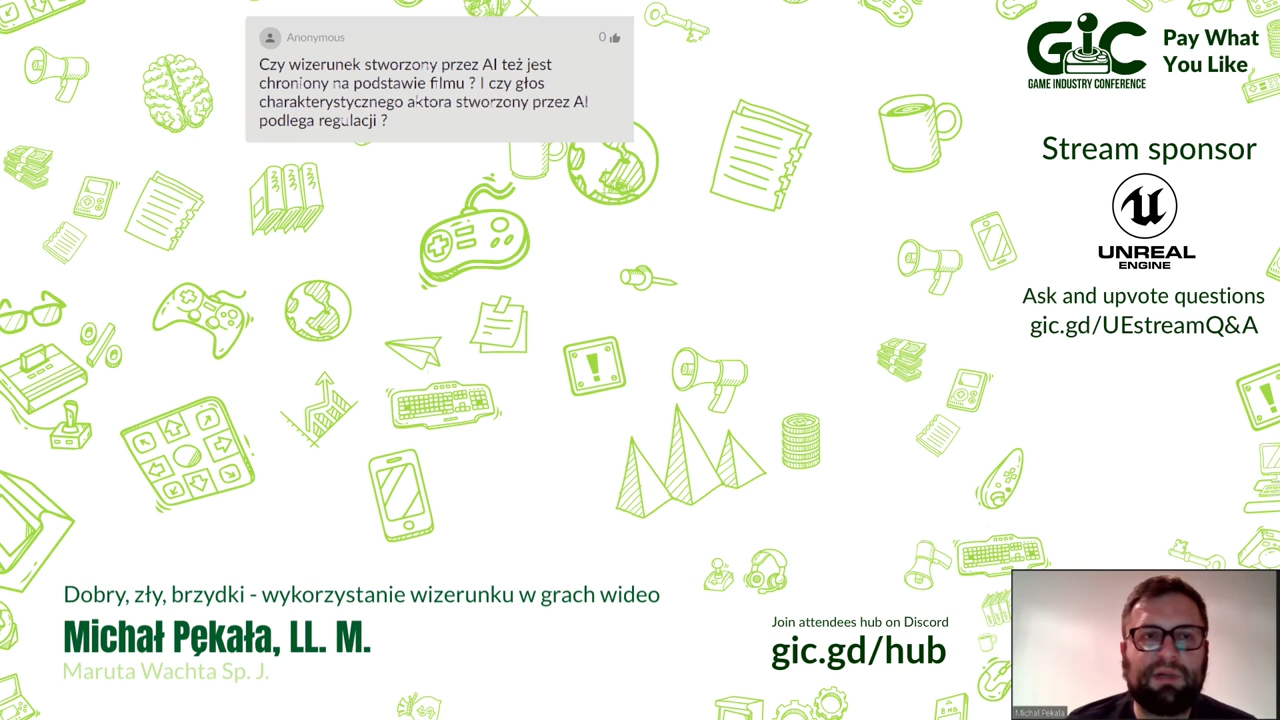 Anonymous
0
Czy wizerunek stworzony przez AI też jest
chroniony na podstawie filmu ? I czy głos
charakterystycznego aktora stworzony przez AI
podlega regulacji ?
GIC
GAME INDUSTRY CONFERENCE
Pay What
You Like
Stream sponsor
UNREAL
ENGINE
Ask and upvote questions
gic.gd/UEstreamQ&A
Dobry, zły, brzydki - wykorzystanie wizerunku w grach wideo
Michał Pękała, LL. M.
Maruta Wachta Sp. J.
Join attendees hub on Discord
gic.gd/hub
Michał Pękała